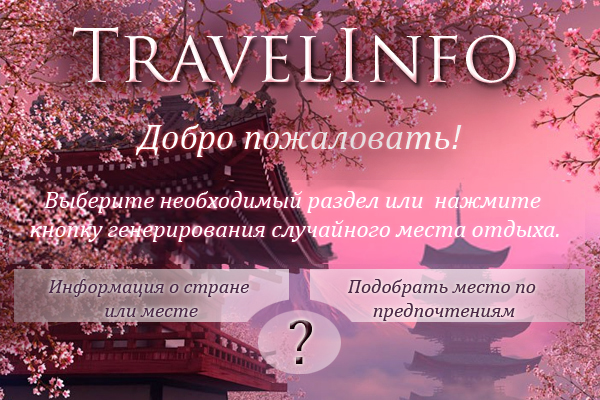 TRAVELINFO
Добро пожаловать!
Выберите необходимый раздел или нажмите
кнопку генерирования случайного места отдыха.
Информация о стране
или месте
Подобрать место по
предпочтениям
?